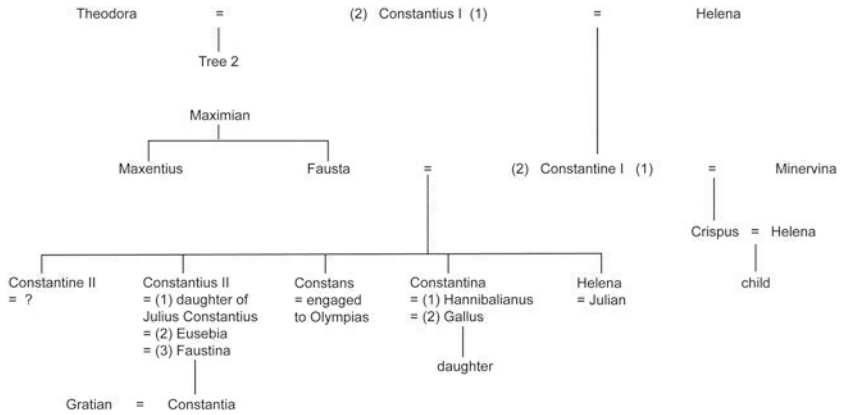 Theodora = (2) Constantius I (1) = Helena
Tree 2
Maximian
Maxentius Fausta = (2) Constantine I (1) = Minervina
Crispus = Helena
child
Constantine II
= ?
Constantius II
= (1) daughter of
Julius Constantius
= (2) Eusebia
= (3) Faustina
Constans
= engaged
to Olympias
Constantina
= (1) Hannibalianus
= (2) Gallus
daughter
Helena
= Julian
Gratian = Constantia